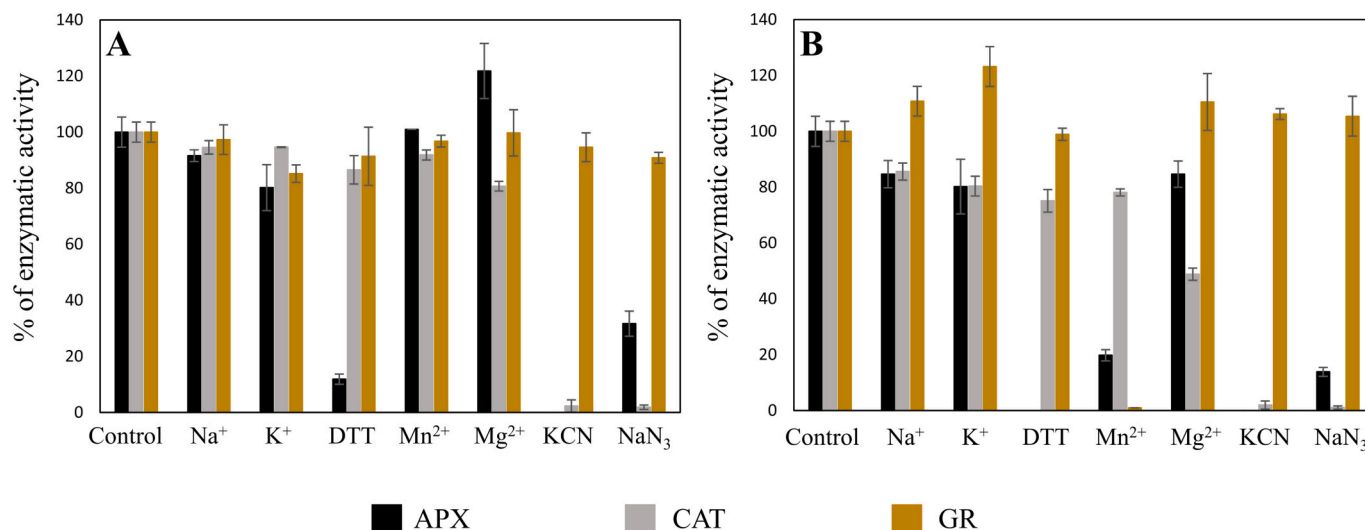 A
% of enzymatic activity
140
120
100
80
60
40
20
0
Control Na⁺ K⁺ DTT Mn²⁺ Mg²⁺ KCN NaN₃
B
% of enzymatic activity
140
120
100
80
60
40
20
0
Control Na⁺ K⁺ DTT Mn²⁺ Mg²⁺ KCN NaN₃
APX CAT GR